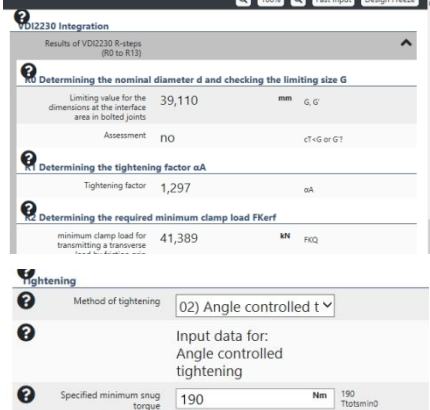 100% Fast Input Design Freeze
VDI2230 Integration
Results of VDI2230 R-steps
(R0 to R13)
R0 Determining the nominal diameter d and checking the limiting size G
Limiting value for the
dimensions at the interface
area in bolted joints
39,110 mm G, G'
Assessment no cT<G or G'?
R1 Determining the tightening factor αA
Tightening factor 1,297 αA
R2 Determining the required minimum clamp load FKerf
minimum clamp load for
transmitting a transverse
load by friction grip
41,389 kN FKQ
Tightening
Method of tightening 02) Angle controlled t
Input data for:
Angle controlled
tightening
Specified minimum snug
torque
190 Nm 190
Ttotsmin0